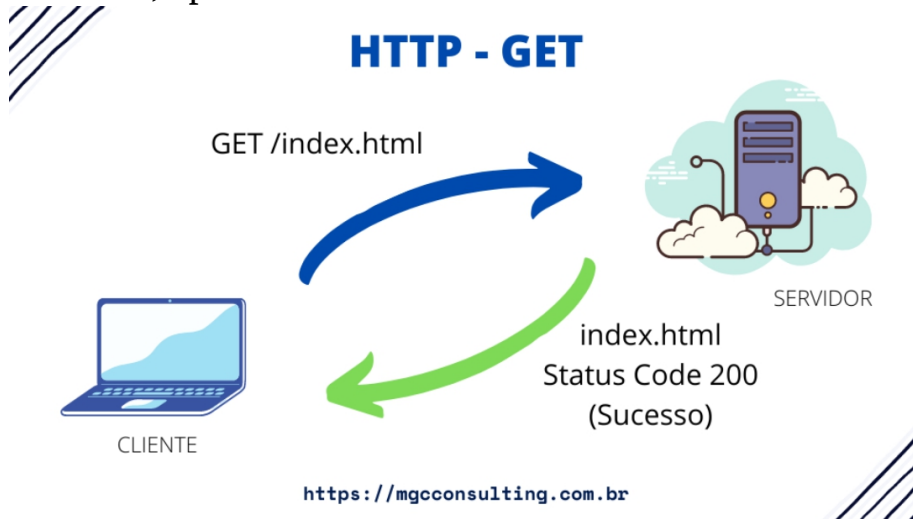 HTTP - GET
GET /index.html
SERVIDOR
index.html
Status Code 200
(Sucesso)
CLIENTE
https://mgcconsulting.com.br